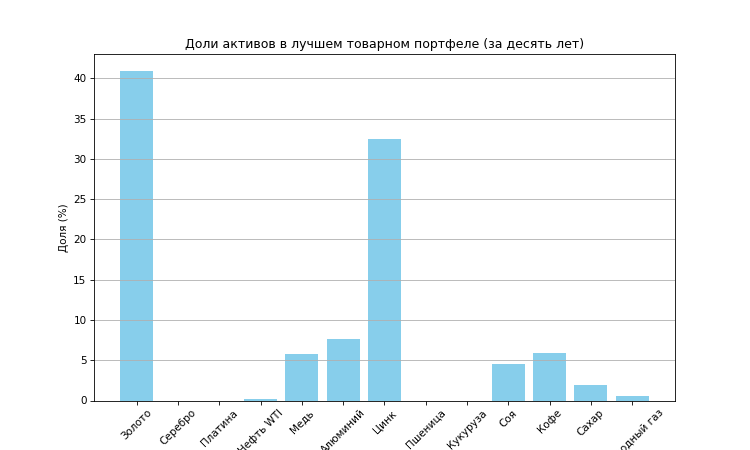 Доли активов в лучшем товарном портфеле (за десять лет)
Доля (%)
40
35
30
25
20
15
10
5
0
Золото
Серебро
Платина
Нефть WTI
Медь
Алюминий
Цинк
Пшеница
Кукуруза
Соя
Кофе
Сахар
одный газ